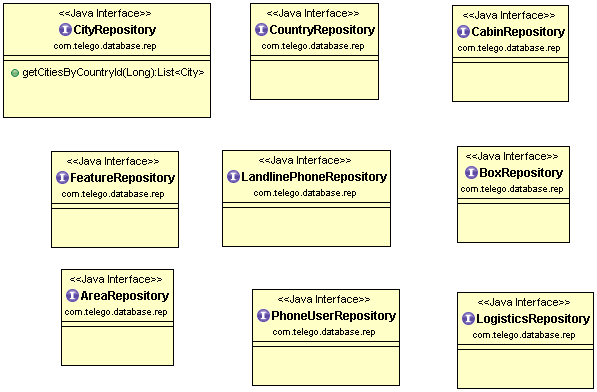 <<Java Interface>>
CityRepository
com.telego.database.rep
getCitiesByCountryId(Long):List<City>
<<Java Interface>>
CountryRepository
com.telego.database.rep
<<Java Interface>>
CabinRepository
com.telego.database.rep
<<Java Interface>>
FeatureRepository
com.telego.database.rep
<<Java Interface>>
LandlinePhoneRepository
com.telego.database.rep
<<Java Interface>>
BoxRepository
com.telego.database.rep
<<Java Interface>>
AreaRepository
com.telego.database.rep
<<Java Interface>>
PhoneUserRepository
com.telego.database.rep
<<Java Interface>>
LogisticsRepository
com.telego.database.rep